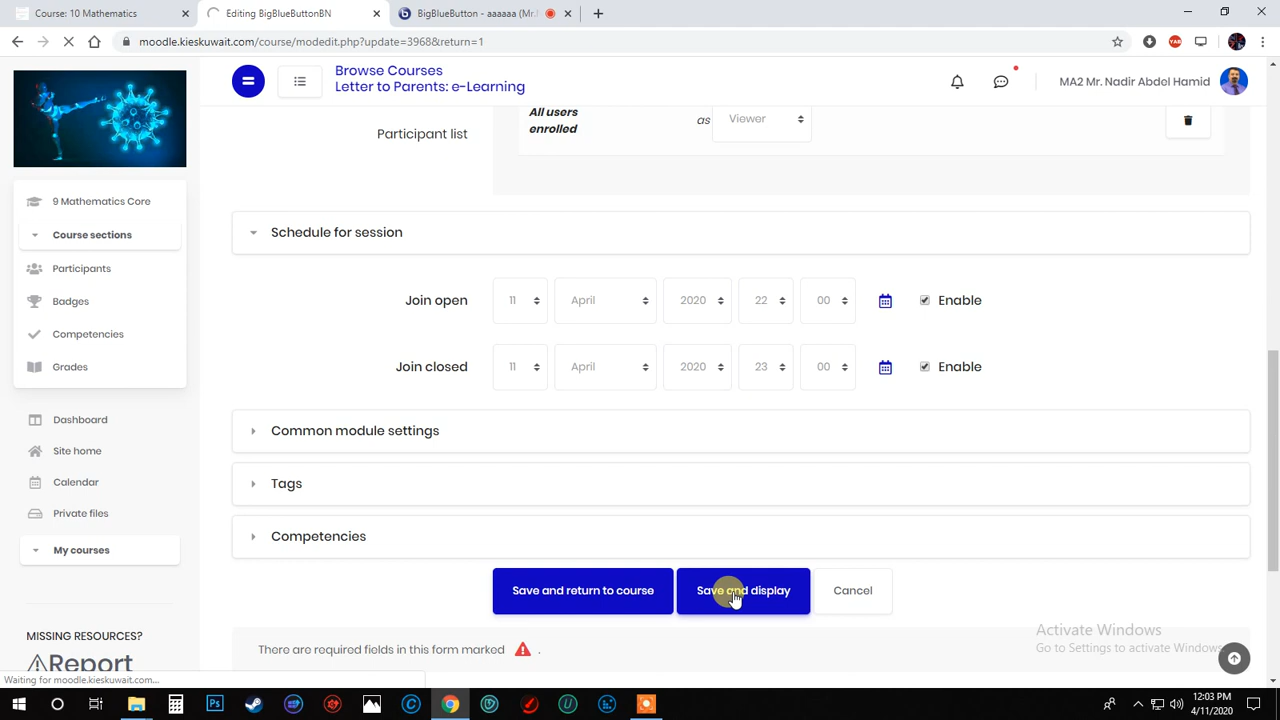 Course: 10 Mathematics
Editing BigBlueButtonBN
BigBlueButton - aaaaaa (Mr.
moodle.kieskuwait.com/course/modedit.php?update=3968&return=1
Browse Courses
Letter to Parents: e-Learning
MA2 Mr. Nadir Abdel Hamid
9 Mathematics Core
Course sections
Participants
Badges
Competencies
Grades
Dashboard
Site home
Calendar
Private files
My courses
MISSING RESOURCES?
Report
Participant list
All users
enrolled
as
Viewer
Schedule for session
Join open 11 April 2020 22 00 Enable
Join closed 11 April 2020 23 00 Enable
Common module settings
Tags
Competencies
Save and return to course
Save and display
Cancel
There are required fields in this form marked .
Activate Windows
Go to Settings to activate Windows.
Waiting for moodle.kieskuwait.com...
12:03 PM
4/11/2020